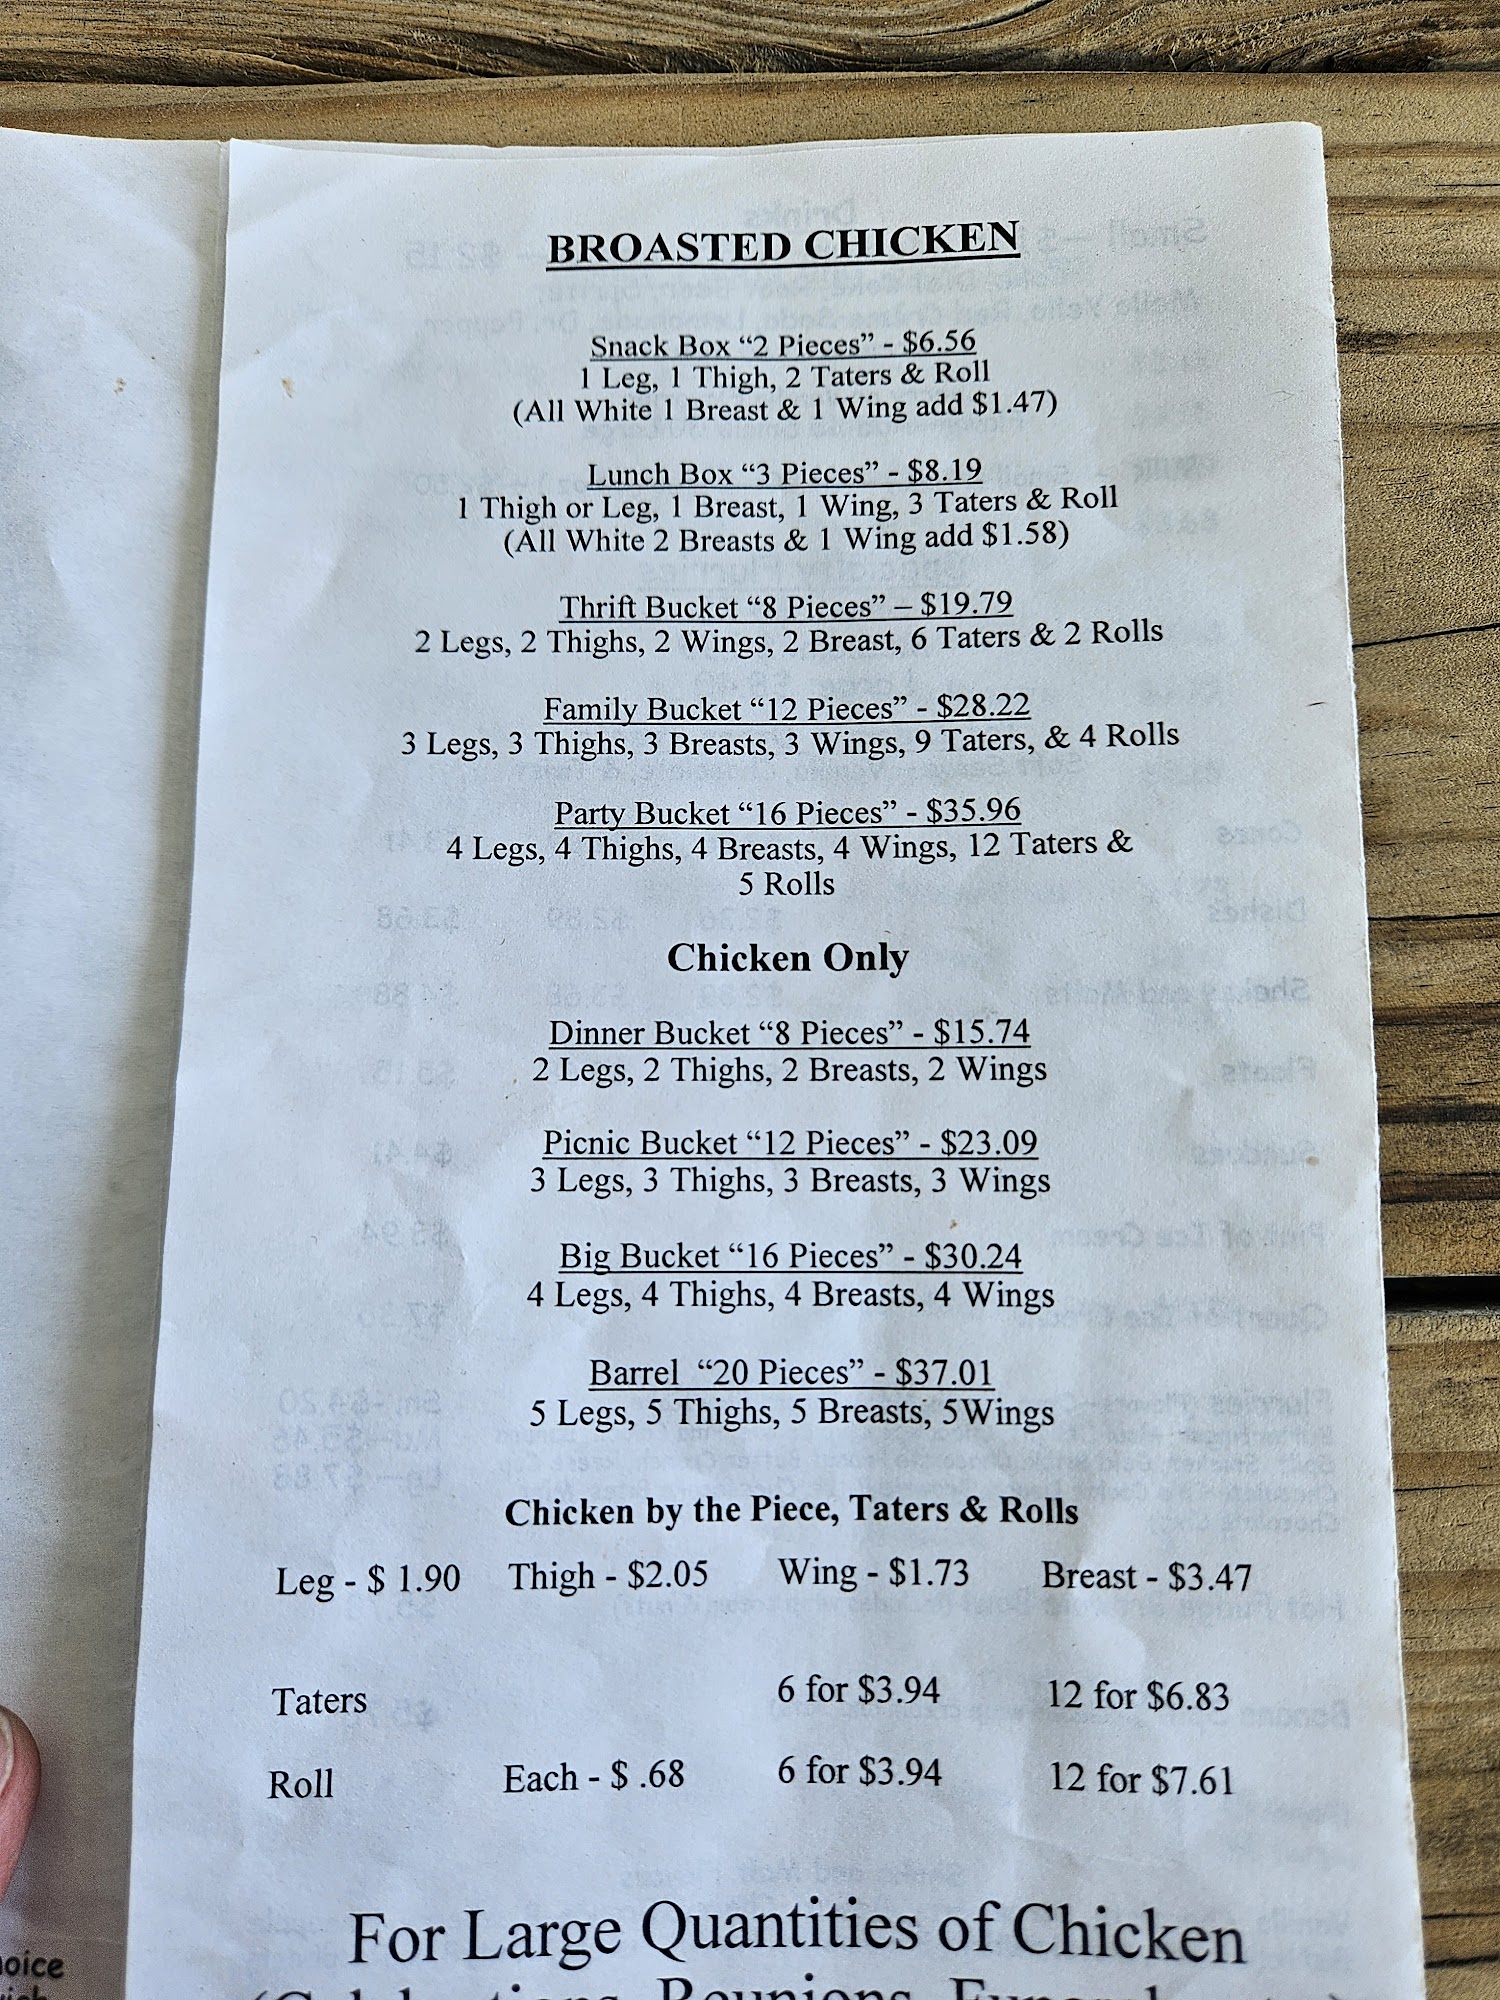 BROASTED CHICKEN
Snack Box “2 Pieces” - $6.56
1 Leg, 1 Thigh, 2 Taters & Roll
(All White 1 Breast & 1 Wing add $1.47)
Lunch Box “3 Pieces” - $8.19
1 Thigh or Leg, 1 Breast, 1 Wing, 3 Taters & Roll
(All White 2 Breasts & 1 Wing add $1.58)
Thrift Bucket “8 Pieces” – $19.79
2 Legs, 2 Thighs, 2 Wings, 2 Breast, 6 Taters & 2 Rolls
Family Bucket “12 Pieces” - $28.22
3 Legs, 3 Thighs, 3 Breasts, 3 Wings, 9 Taters, & 4 Rolls
Party Bucket “16 Pieces” - $35.96
4 Legs, 4 Thighs, 4 Breasts, 4 Wings, 12 Taters &
5 Rolls
Chicken Only
Dinner Bucket “8 Pieces” - $15.74
2 Legs, 2 Thighs, 2 Breasts, 2 Wings
Picnic Bucket “12 Pieces” - $23.09
3 Legs, 3 Thighs, 3 Breasts, 3 Wings
Big Bucket “16 Pieces” - $30.24
4 Legs, 4 Thighs, 4 Breasts, 4 Wings
Barrel “20 Pieces” - $37.01
5 Legs, 5 Thighs, 5 Breasts, 5Wings
Chicken by the Piece, Taters & Rolls
Leg - $ 1.90 Thigh - $2.05 Wing - $1.73 Breast - $3.47
Taters 6 for $3.94 12 for $6.83
Roll Each - $ .68 6 for $3.94 12 for $7.61
For Large Quantities of Chicken